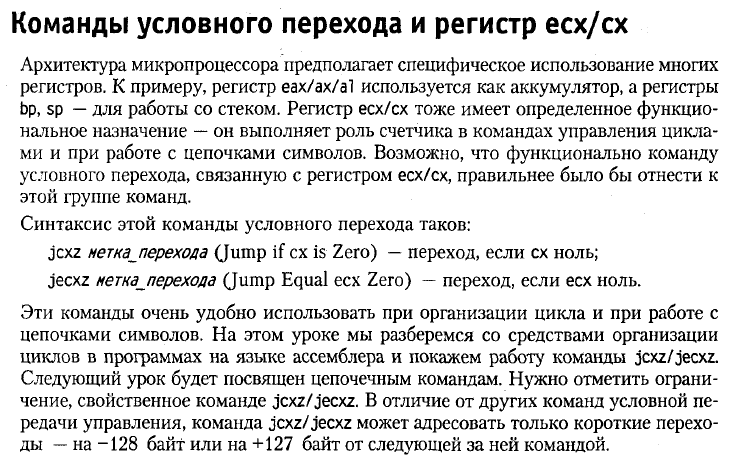 Команды условного перехода и регистр ecx/cx
Архитектура микропроцессора предполагает специфическое использование многих
регистров. К примеру, регистр eax/ax/al используется как аккумулятор, а регистры
bp, sp — для работы со стеком. Регистр ecx/cx тоже имеет определенное функцио-
нальное назначение — он выполняет роль счетчика в командах управления цикла-
ми и при работе с цепочками символов. Возможно, что функционально команду
условного перехода, связанную с регистром ecx/cx, правильнее было бы отнести к
этой группе команд.
Синтаксис этой команды условного перехода таков:
jcxz метка_перехода (Jump if cx is Zero) — переход, если cx ноль;
jecxz метка_перехода (Jump Equal ecx Zero) — переход, если ecx ноль.
Эти команды очень удобно использовать при организации цикла и при работе с
цепочками символов. На этом уроке мы разберемся со средствами организации
циклов в программах на языке ассемблера и покажем работу команды jcxz/jecxz.
Следующий урок будет посвящен цепочечным командам. Нужно отметить ограни-
чение, свойственное команде jcxz/jecxz. В отличие от других команд условной пе-
редачи управления, команда jcxz/jecxz может адресовать только короткие перехо-
ды — на −128 байт или на +127 байт от следующей за ней командой.